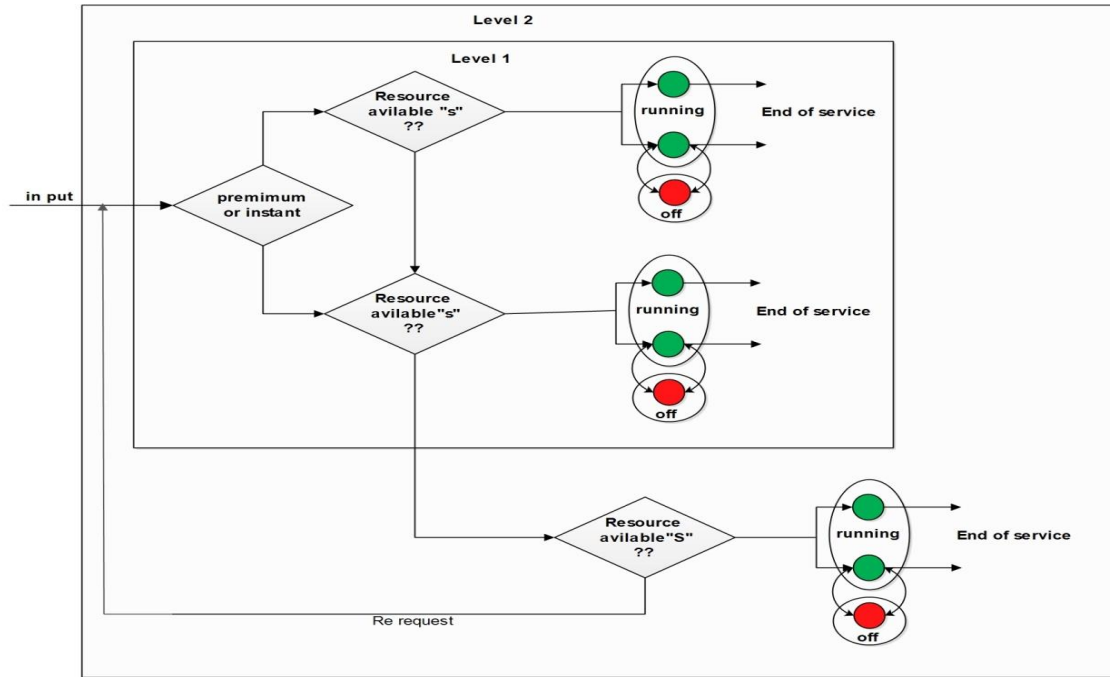 Level 2
Level 1
Resource
avilable "s"
??
running
End of service
off
in put
premimum
or instant
Resource
avilable"s"
??
running
End of service
off
Resource
avilable"S"
??
running
End of service
off
Re request